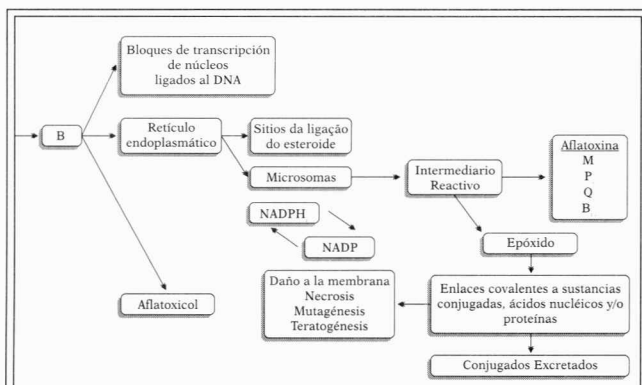 Bloques de transcripción
de núcleos
ligados al DNA
B
Retículo
endoplasmático
Sitios da ligação
do esteroide
Microsomas
Intermediario
Reactivo
Aflatoxina
M
P
Q
B
NADPH
NADP
Epóxido
Aflatoxicol
Daño a la membrana
Necrosis
Mutagénesis
Teratogénesis
Enlaces covalentes a sustancias
conjugadas, ácidos nucléicos y/o
proteínas
Conjugados Excretados